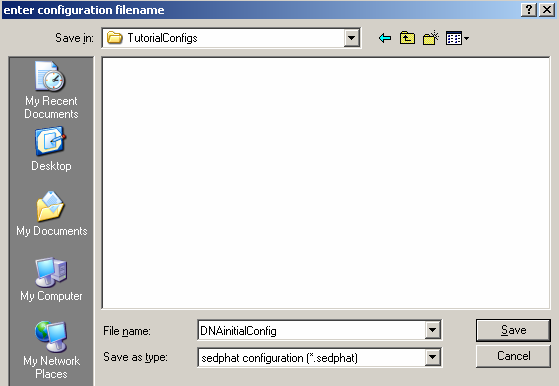 enter configuration filename
Save in:
TutorialConfigs
My Recent
Documents
Desktop
My Documents
My Computer
My Network
Places
File name:
DNAinitialConfig
Save
Save as type:
sedphat configuration (*.sedphat)
Cancel